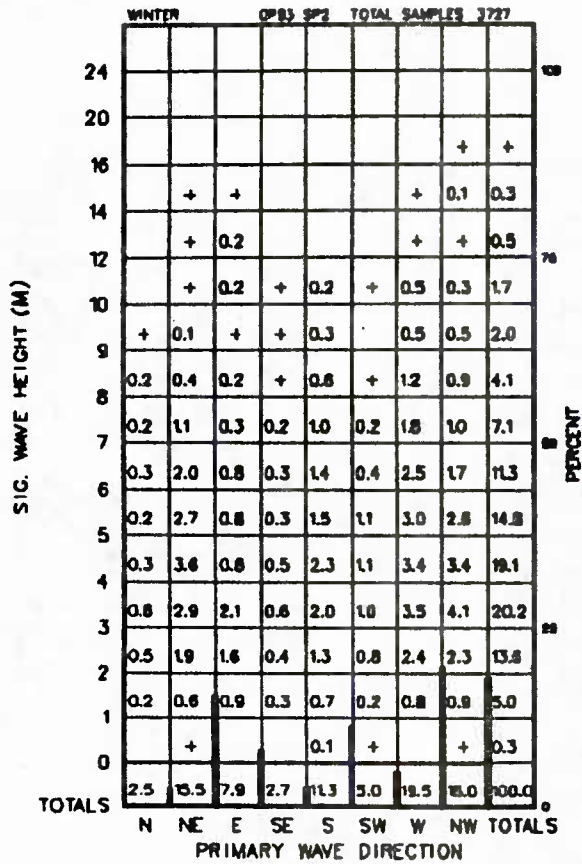 WINTER OPB3 SP2 TOTAL SAMPLES 3727
24 100
20
+ +
16
+ + + 0.1 0.3
14
+ 0.2 + + 0.5
12 75
+ 0.2 + 0.2 + 0.5 0.3 1.7
10
+ 0.1 + + 0.3 0.5 0.5 2.0
9
0.2 0.4 0.2 + 0.6 + 1.2 0.9 4.1
8
0.2 1.1 0.3 0.2 1.0 0.2 1.8 1.0 7.1
7 50
0.3 2.0 0.8 0.3 1.4 0.4 2.5 1.7 11.3
6
0.2 2.7 0.8 0.3 1.5 1.1 3.0 2.8 14.8
5
0.3 3.6 0.8 0.5 2.3 1.1 3.4 3.4 19.1
4
0.6 2.9 2.1 0.6 2.0 3.5 4.1 20.2
3 25
0.5 1.9 1.6 0.4 1.3 0.8 2.4 2.3 13.8
2
0.2 0.6 0.9 0.3 0.7 0.2 0.8 0.9 5.0
1
+ 0.1 + + 0.3
0
TOTALS 2.5 15.5 7.9 2.7 11.3 5.0 19.5 18.0 100.0 0
N NE E SE S SW W NW TOTALS
PRIMARY WAVE DIRECTION
SIG. WAVE HEIGHT (M)
PERCENT